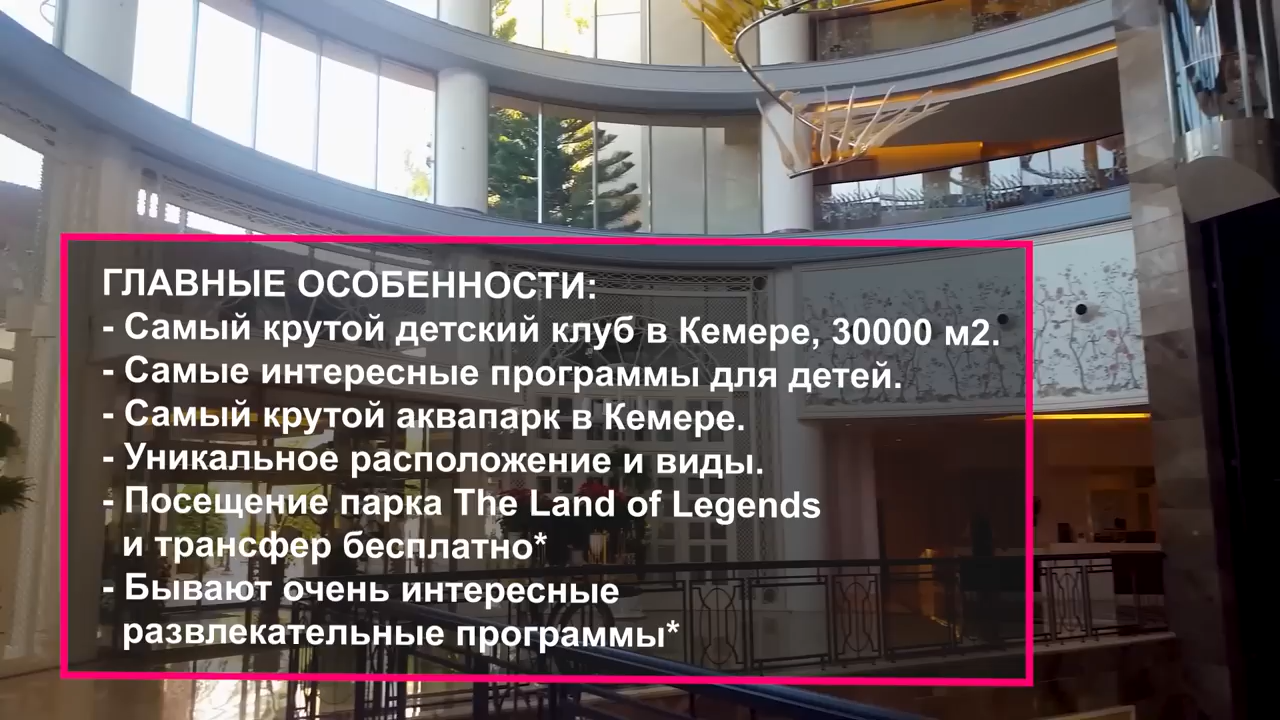 ГЛАВНЫЕ ОСОБЕННОСТИ:
- Самый крутой детский клуб в Кемере, 30000 м2.
- Самые интересные программы для детей.
- Самый крутой аквапарк в Кемере.
- Уникальное расположение и виды.
- Посещение парка The Land of Legends
и трансфер бесплатно*
- Бывают очень интересные
развлекательные программы*